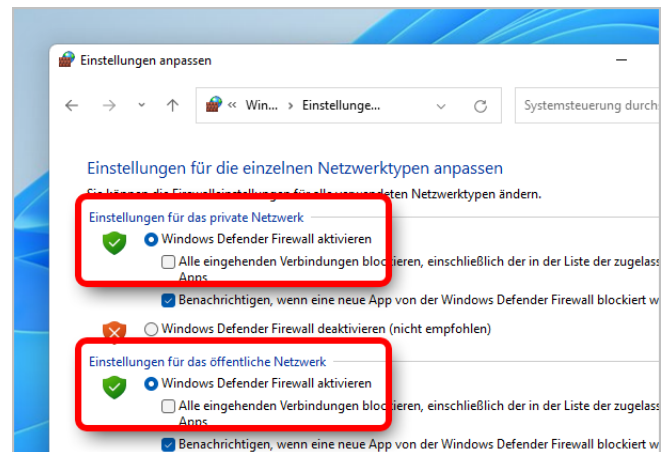 Einstellungen anpassen
« Win... › Einstellunge...
Systemsteuerung durch
Einstellungen für die einzelnen Netzwerktypen anpassen
Sie können die Firewalleinstellungen für alle verwendeten Netzwerktypen ändern.
Einstellungen für das private Netzwerk
Windows Defender Firewall aktivieren
Alle eingehenden Verbindungen blockieren, einschließlich der in der Liste der zugelass
Apps
Benachrichtigen, wenn eine neue App von der Windows Defender Firewall blockiert w
Windows Defender Firewall deaktivieren (nicht empfohlen)
Einstellungen für das öffentliche Netzwerk
Windows Defender Firewall aktivieren
Alle eingehenden Verbindungen blockieren, einschließlich der in der Liste der zugelass
Apps
Benachrichtigen, wenn eine neue App von der Windows Defender Firewall blockiert w